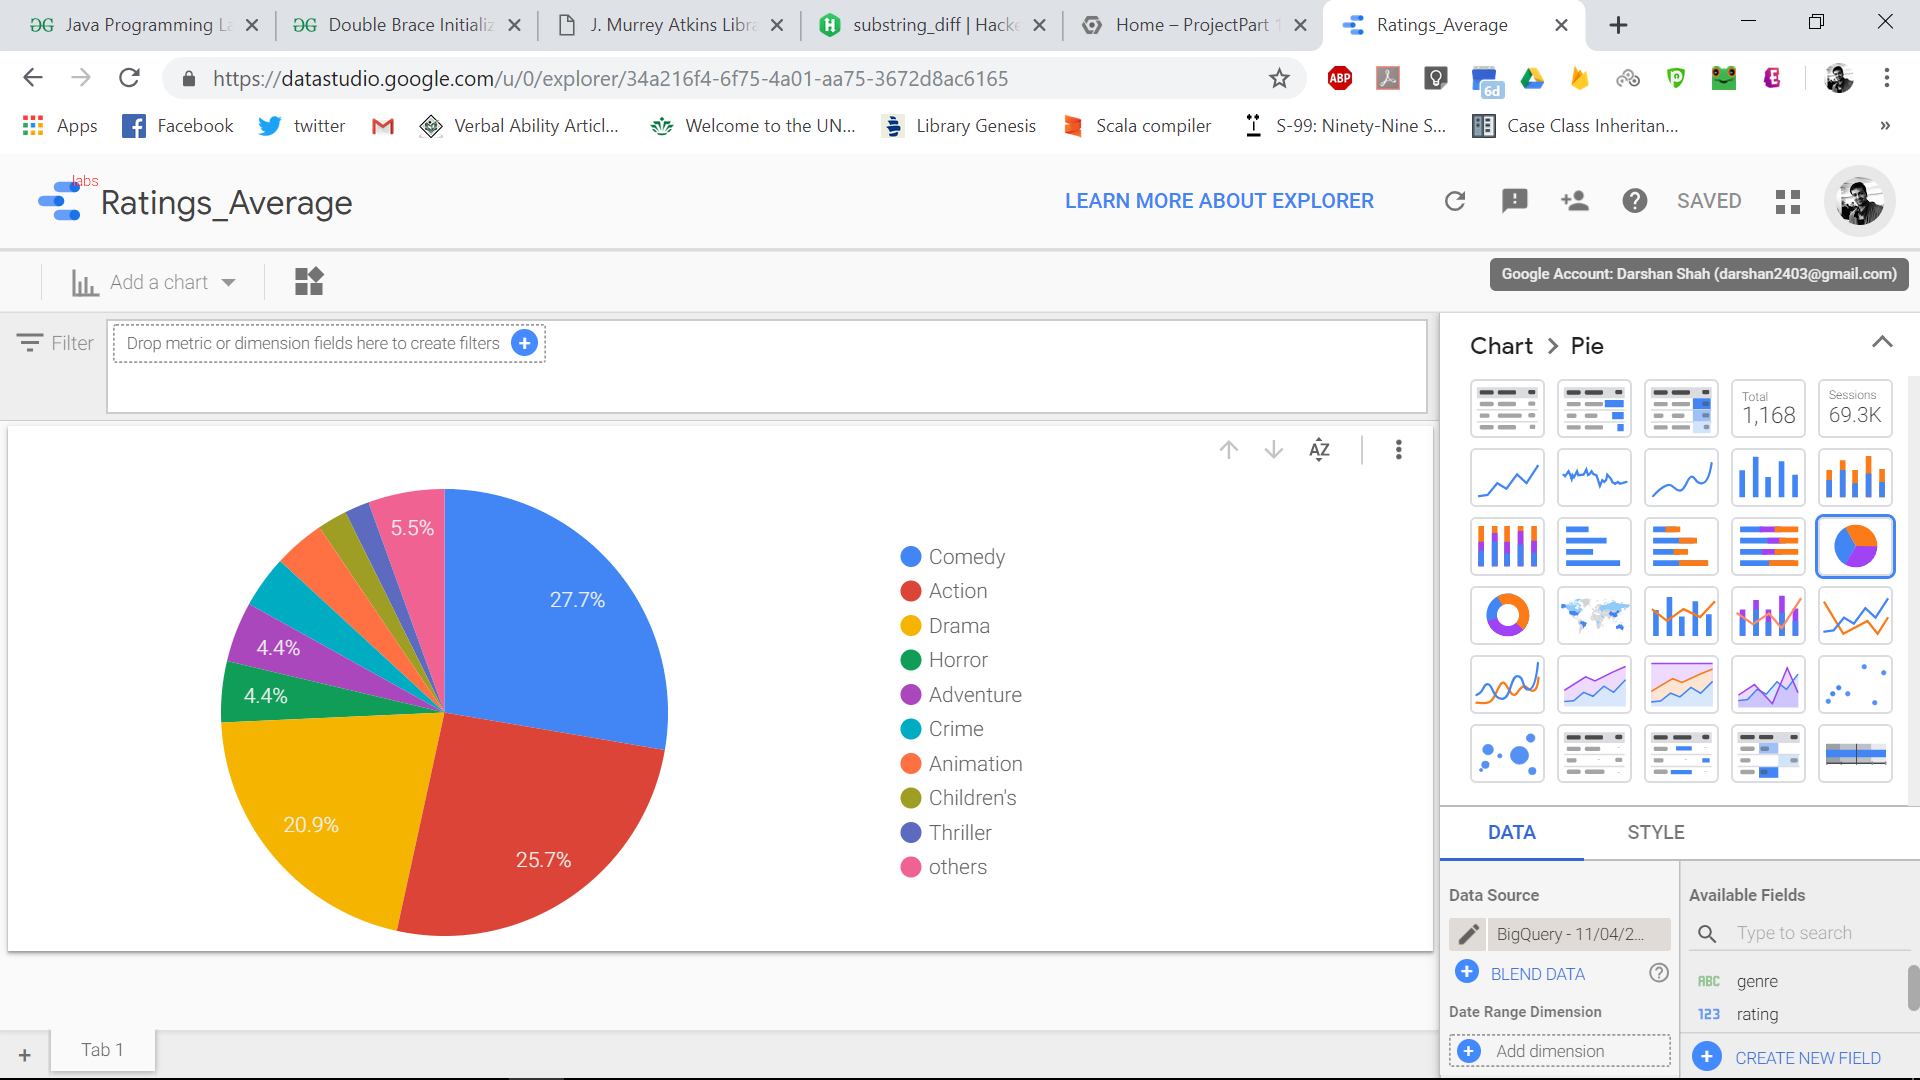 Java Programming La
Double Brace Initializ
J. Murrey Atkins Libra
substring_diff | Hacke
Home – ProjectPart 1
Ratings_Average
https://datastudio.google.com/u/0/explorer/34a216f4-6f75-4a01-aa75-3672d8ac6165
ABP
6d
Apps
Facebook
twitter
Verbal Ability Articl...
Welcome to the UN...
Library Genesis
Scala compiler
S-99: Ninety-Nine S...
Case Class Inheritan...
»
labs
Ratings_Average
LEARN MORE ABOUT EXPLORER
SAVED
Add a chart
Google Account: Darshan Shah (darshan2403@gmail.com)
Filter
Drop metric or dimension fields here to create filters
AZ
5.5%
27.7%
4.4%
4.4%
20.9%
25.7%
Comedy
Action
Drama
Horror
Adventure
Crime
Animation
Children's
Thriller
others
Chart > Pie
Total
1,168
Sessions
69.3K
DATA
STYLE
Data Source
BigQuery - 11/04/2...
BLEND DATA
Date Range Dimension
Add dimension
Available Fields
Type to search
ABC genre
123 rating
CREATE NEW FIELD
+
Tab 1